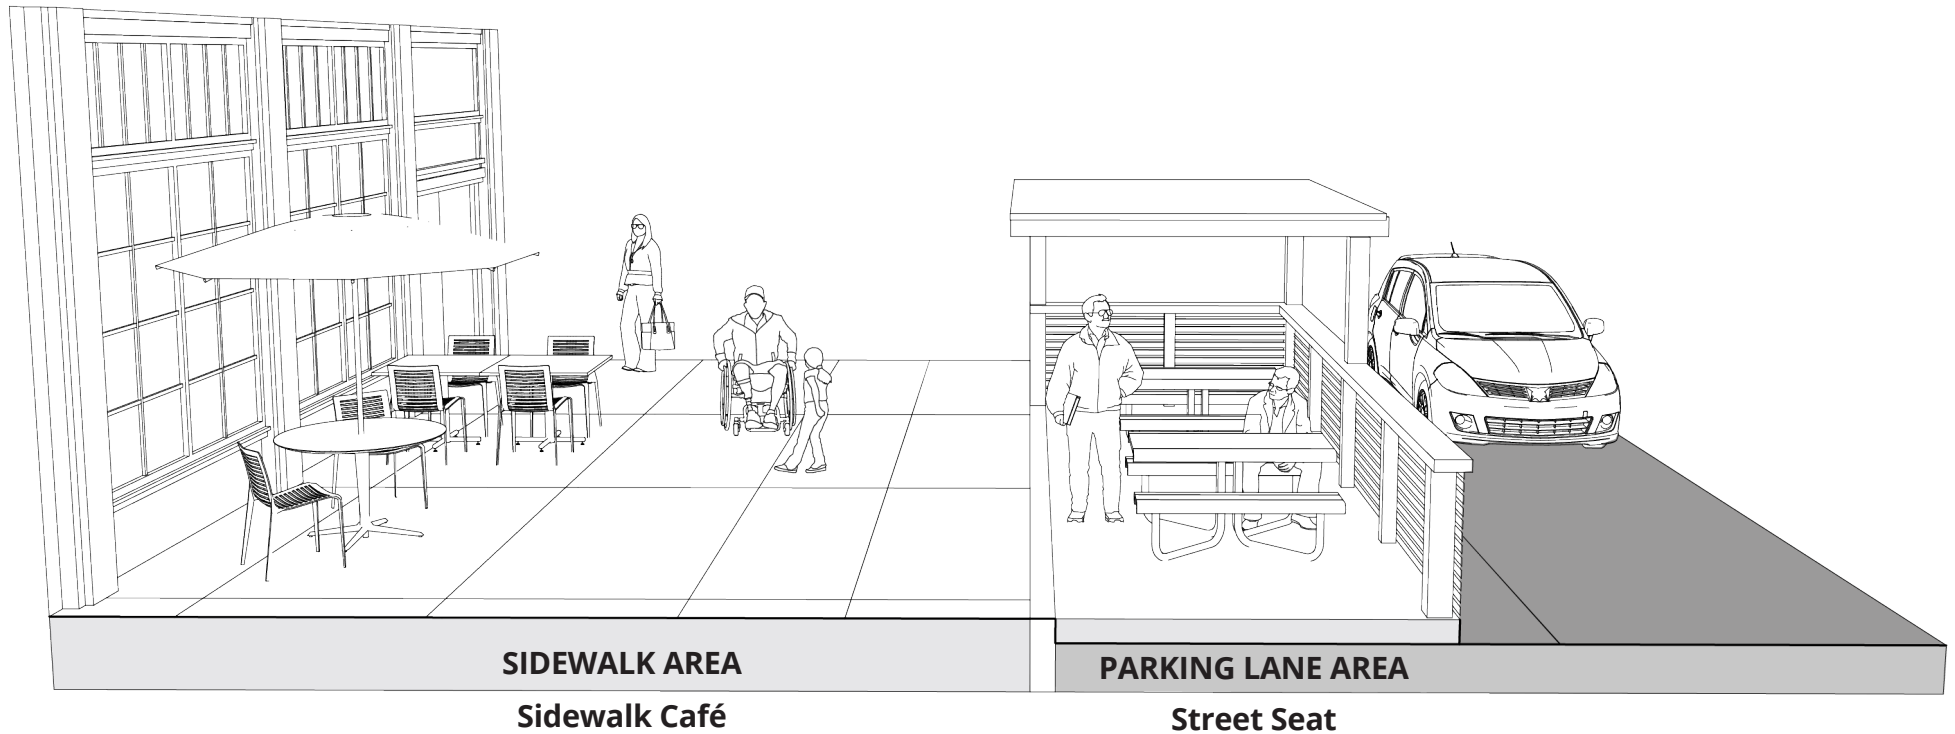 SIDEWALK AREA
Sidewalk Café
PARKING LANE AREA
Street Seat